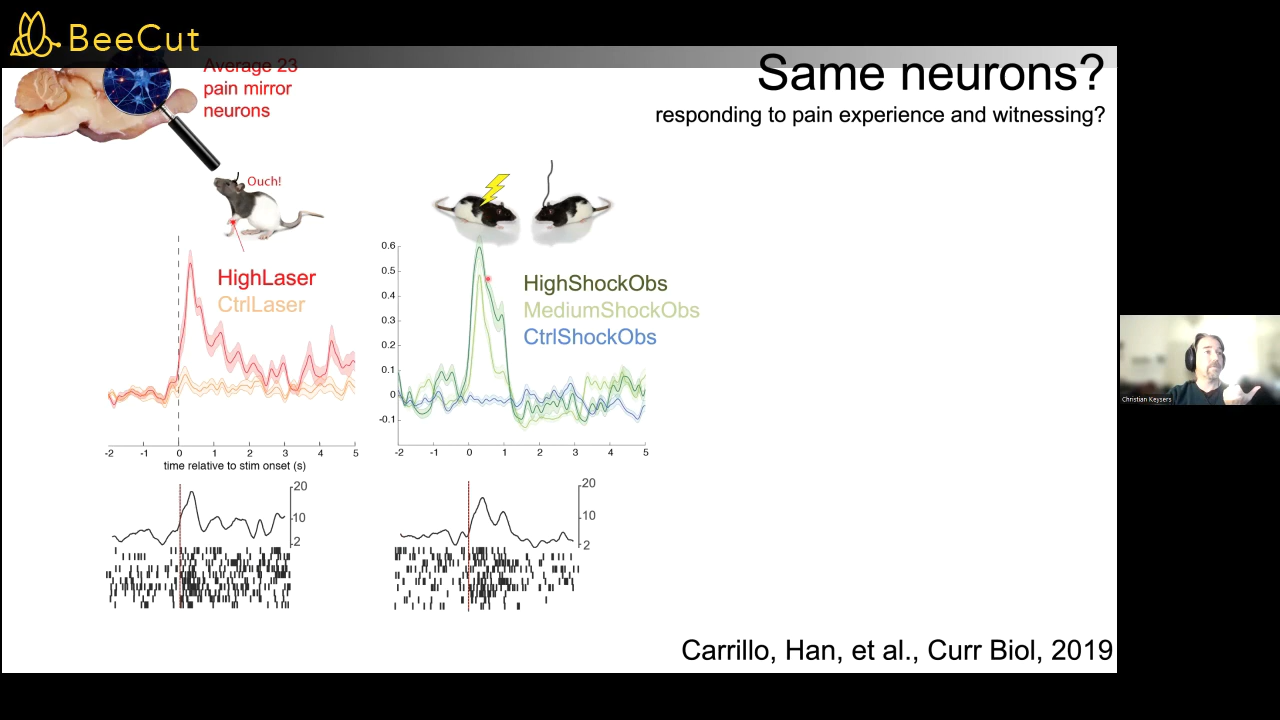 BeeCut
Average 23
pain mirror
neurons
Same neurons?
responding to pain experience and witnessing?
Ouch!
HighLaser
CtrlLaser
HighShockObs
MediumShockObs
CtrlShockObs
0.6
0.5
0.4
0.3
0.2
0.1
0
-0.1
-2 -1 0 1 2 3 4 5
time relative to stim onset (s)
-2 -1 0 1 2 3 4 5
20
10
2
20
10
2
Christian Keysers
Carrillo, Han, et al., Curr Biol, 2019